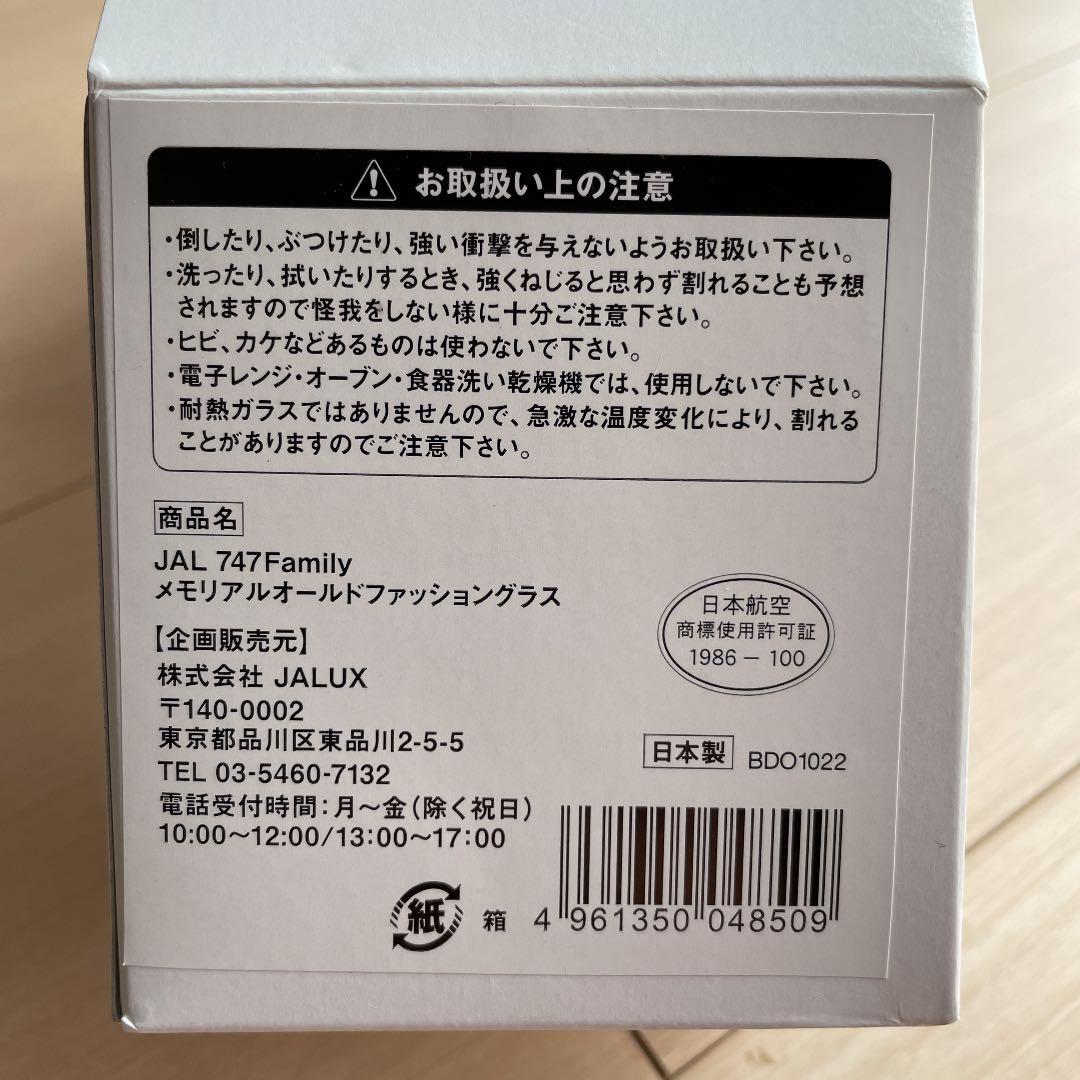 お取扱い上の注意
・倒したり、ぶつけたり、強い衝撃を与えないようお取扱い下さい。
・洗ったり、拭いたりするとき、強くねじると思わず割れることも予想
されますので怪我をしない様に十分ご注意下さい。
・ヒビ、カケなどあるものは使わないで下さい。
・電子レンジ・オーブン・食器洗い乾燥機では、使用しないで下さい。
・耐熱ガラスではありませんので、急激な温度変化により、割れる
ことがありますのでご注意下さい。
商品名
JAL 747Family
メモリアルオールドファッショングラス
【企画販売元】
株式会社 JALUX
〒140-0002
東京都品川区東品川2-5-5
TEL 03-5460-7132
電話受付時間：月～金（除く祝日）
10:00～12:00/13:00～17:00
日本航空
商標使用許可証
1986－100
日本製 BDO1022
紙 箱
4 961350 048509